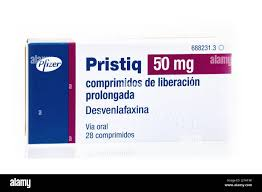 688231.3
Pfizer
Pristiq 50 mg
comprimidos de liberación
prolongada
Desvenlafaxina
Vía oral
28 comprimidos
alamy